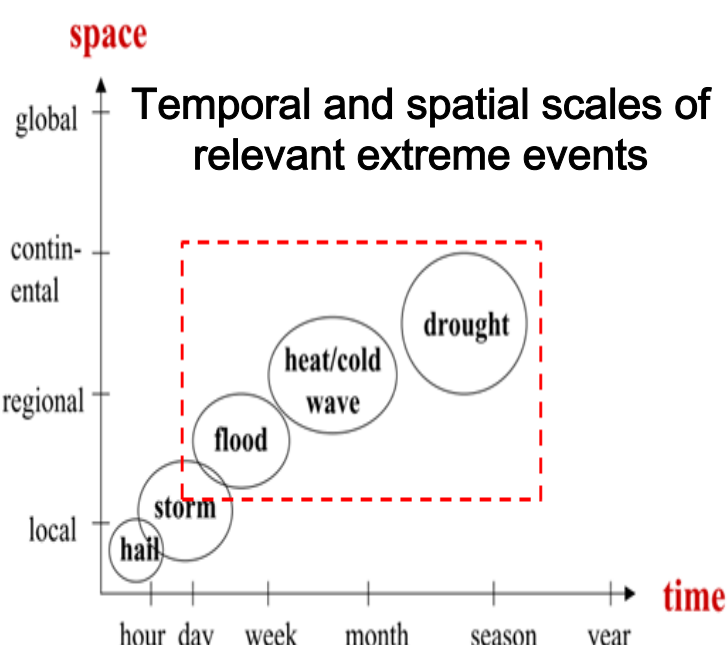 space
Temporal and spatial scales of
relevant extreme events
global
contin-
ental
regional
local
drought
heat/cold
wave
flood
storm
hail
time
hour day week month season year